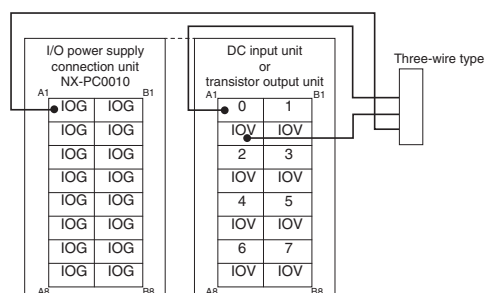 I/O power supply
connection unit
NX-PC0010
A1 B1
IOG IOG
IOG IOG
IOG IOG
IOG IOG
IOG IOG
IOG IOG
IOG IOG
IOG IOG
A8 B8
DC input unit
or
transistor output unit
A1 B1
0 1
IOV IOV
2 3
IOV IOV
4 5
IOV IOV
6 7
IOV IOV
A8 B8
Three-wire type